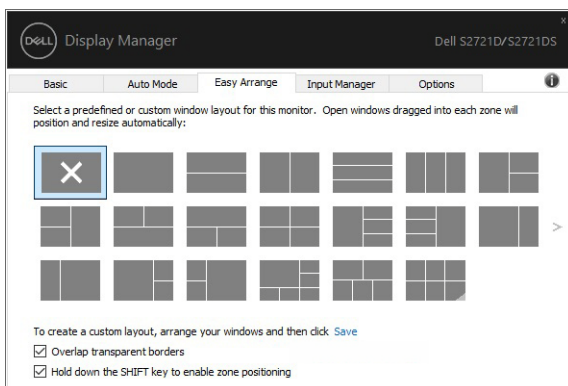 x
DELL Display Manager Dell S2721D/S2721DS
Basic Auto Mode Easy Arrange Input Manager Options
Select a predefined or custom window layout for this monitor. Open windows dragged into each zone will
position and resize automatically:
To create a custom layout, arrange your windows and then click Save
Overlap transparent borders
Hold down the SHIFT key to enable zone positioning